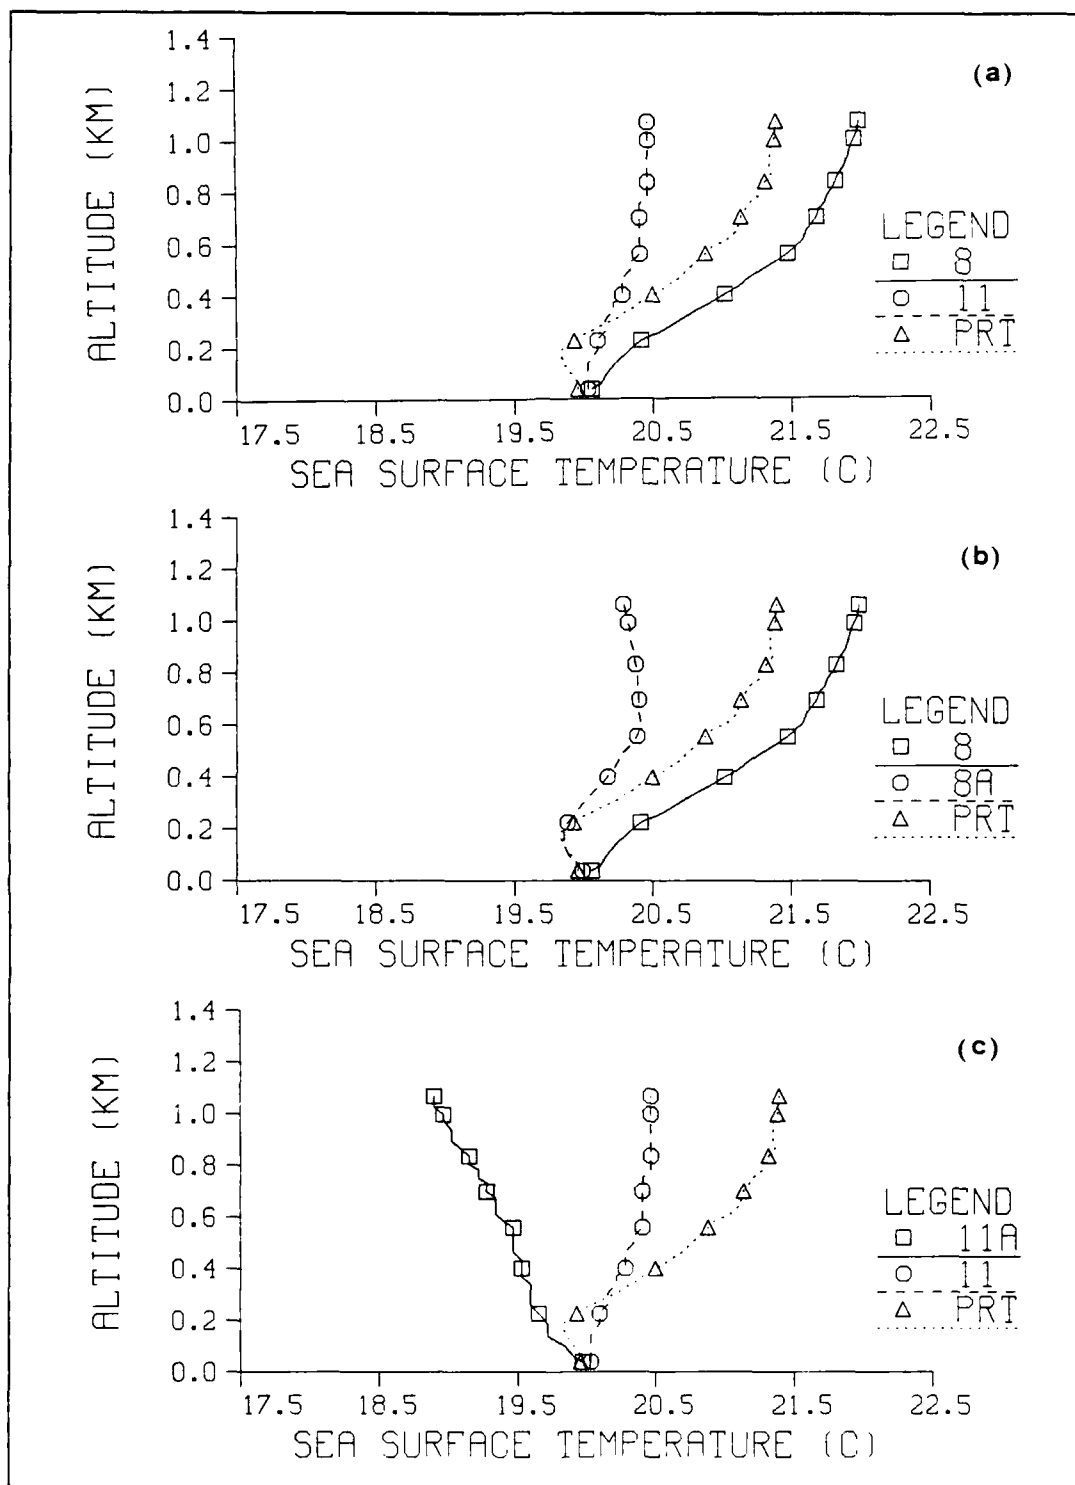 (a)
1.4
1.2
1.0
0.8
0.6
0.4
0.2
0.0
ALTITUDE (KM)
17.5 18.5 19.5 20.5 21.5 22.5
SEA SURFACE TEMPERATURE (C)
LEGEND
8
11
PRT
(b)
1.4
1.2
1.0
0.8
0.6
0.4
0.2
0.0
ALTITUDE (KM)
17.5 18.5 19.5 20.5 21.5 22.5
SEA SURFACE TEMPERATURE (C)
LEGEND
8
8A
PRT
(c)
1.4
1.2
1.0
0.8
0.6
0.4
0.2
0.0
ALTITUDE (KM)
17.5 18.5 19.5 20.5 21.5 22.5
SEA SURFACE TEMPERATURE (C)
LEGEND
11A
11
PRT